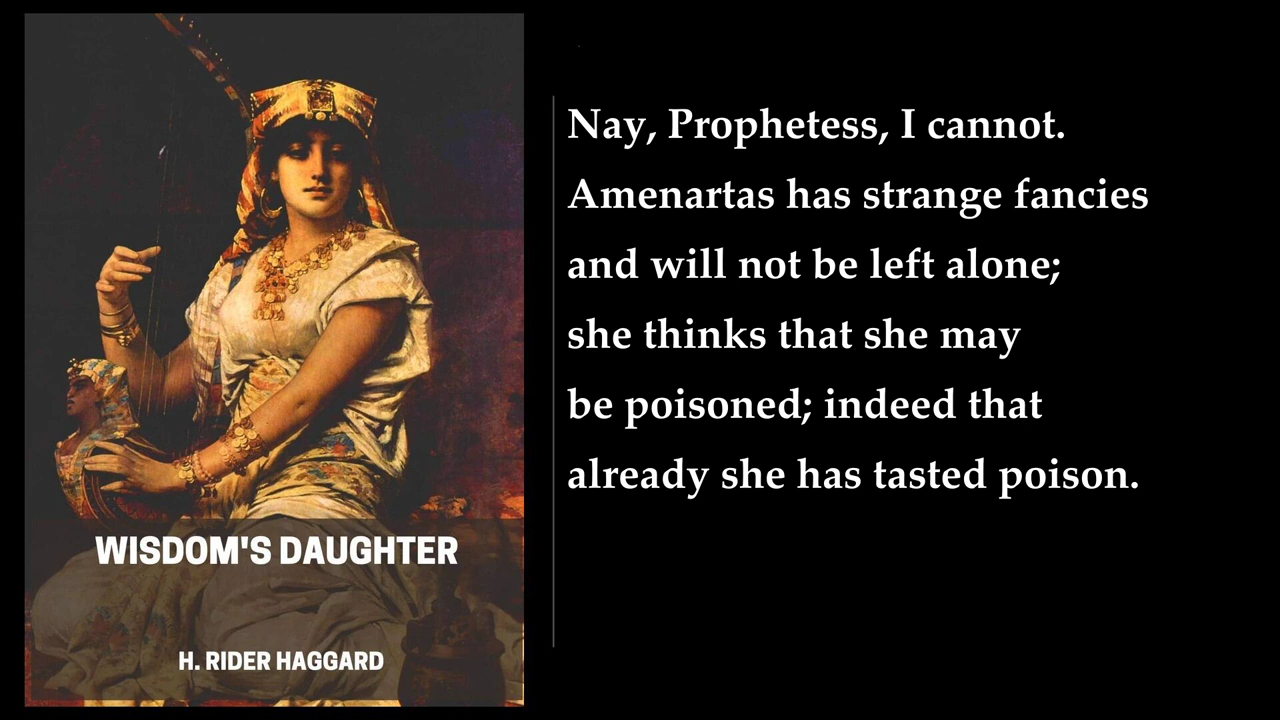 WISDOM'S DAUGHTER
H. RIDER HAGGARD
Nay, Prophetess, I cannot.
Amenartas has strange fancies
and will not be left alone;
she thinks that she may
be poisoned; indeed that
already she has tasted poison.